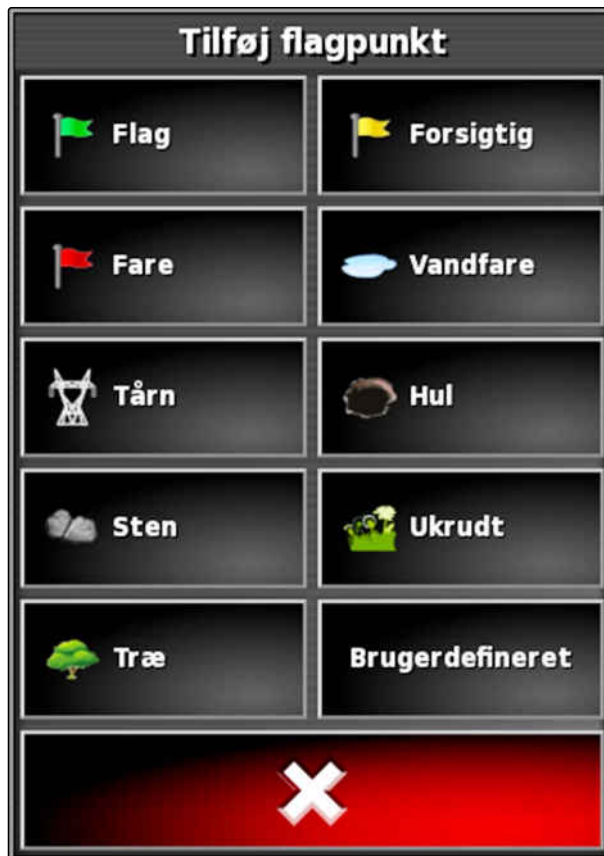 Tilføj flagpunkt
Flag
Forsigtig
Fare
Vandfare
Tårn
Hul
Sten
Ukrudt
Træ
Brugerdefineret